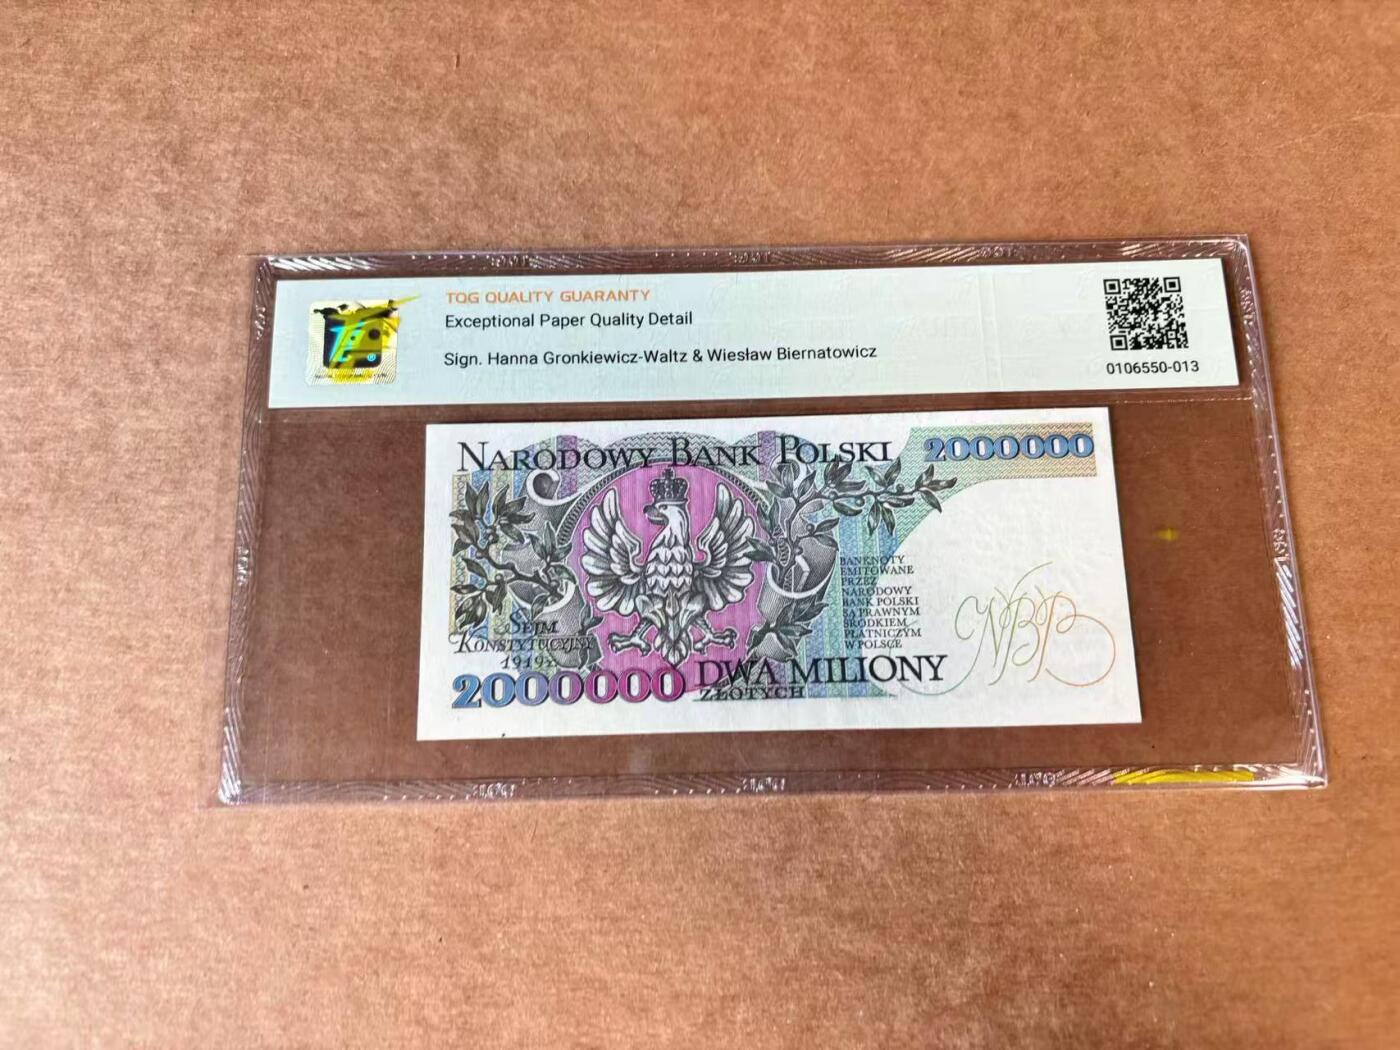 TQG QUALITY GUARANTY
Exceptional Paper Quality Detail
Sign. Hanna Gronkiewicz-Waltz & Wiesław Biernatowicz
0106550-013
NARODOWY BANK POLSKI
2000000
BANKNOTY
EMITOWANE
PRZEZ
NARODOWY
BANK POLSKI
SĄ PRAWNYM
ŚRODKIEM
PŁATNICZYM
W POLSCE
SEJM
KONSTYTUCYJNY
1919r.
2000000
DWA MILIONY
ZŁOTYCH
NBP